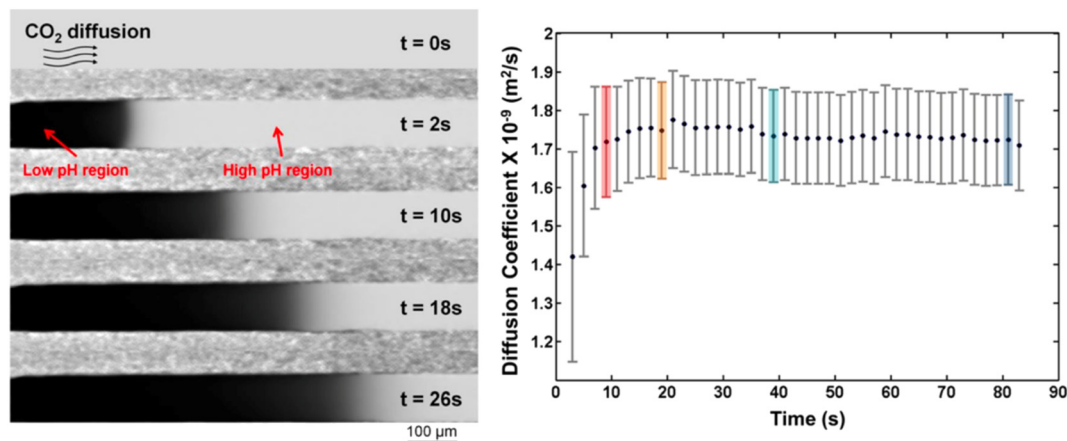 CO₂ diffusion
t = 0s
t = 2s
Low pH region
High pH region
t = 10s
t = 18s
t = 26s
100 µm
Diffusion Coefficient X 10⁻⁹ (m²/s)
2
1.9
1.8
1.7
1.6
1.5
1.4
1.3
1.2
0 10 20 30 40 50 60 70 80 90
Time (s)